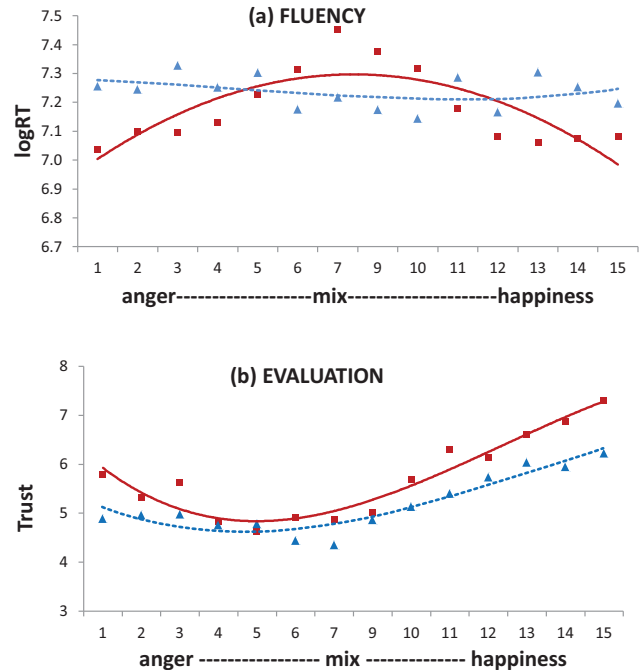 (a) FLUENCY
7.5
7.4
7.3
7.2
7.1
7.0
6.9
6.8
6.7
logRT
1 2 3 4 5 6 7 9 10 11 12 13 14 15
anger--------------------mix----------------------happiness
(b) EVALUATION
8
7
6
5
4
3
Trust
1 2 3 4 5 6 7 9 10 11 12 13 14 15
anger ------------------mix --------------- happiness